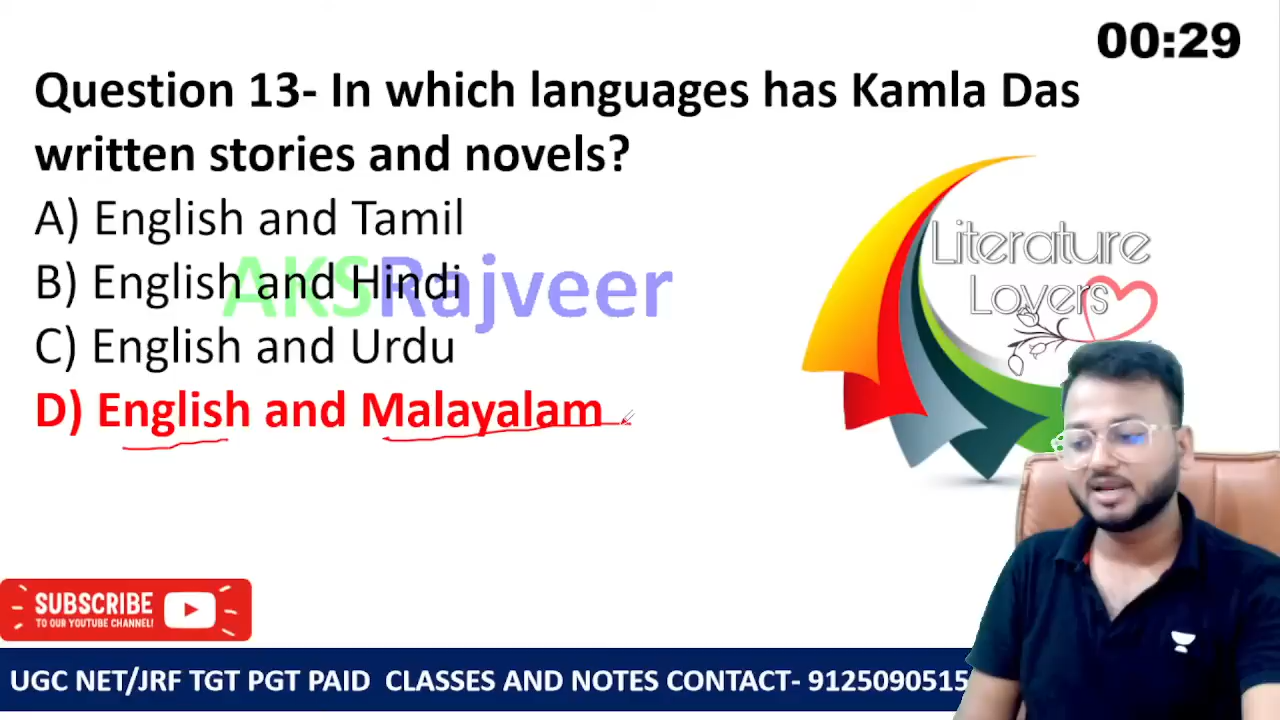 00:29
Question 13- In which languages has Kamla Das
written stories and novels?
A) English and Tamil
B) English and Hindi
C) English and Urdu
D) English and Malayalam
AKSRajveer
Literature
Lovers
SUBSCRIBE
TO OUR YOUTUBE CHANNEL!
UGC NET/JRF TGT PGT PAID CLASSES AND NOTES CONTACT- 9125090515